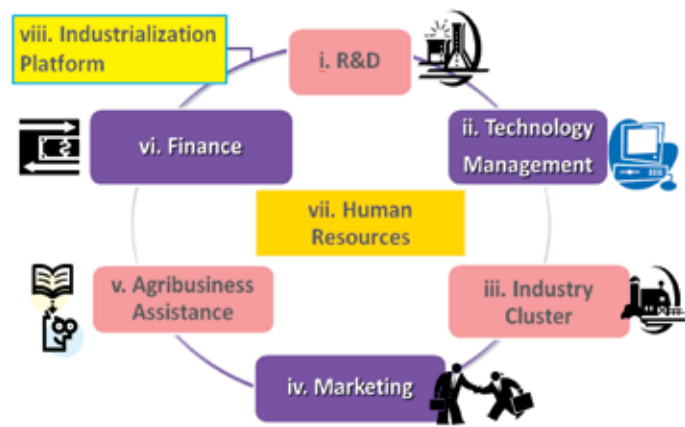 viii. Industrialization
Platform
i. R&D
vi. Finance
ii. Technology
Management
vii. Human
Resources
v. Agribusiness
Assistance
iii. Industry
Cluster
iv. Marketing